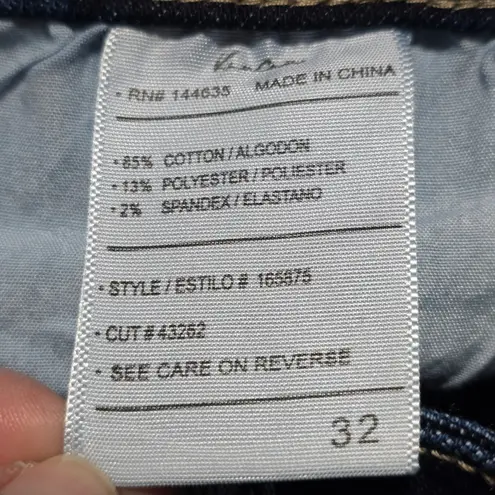 • RN# 144635 MADE IN CHINA
• 85% COTTON / ALGODON
• 13% POLYESTER / POLIESTER
• 2% SPANDEX / ELASTANO
• STYLE / ESTILO # 165875
• CUT # 43262
• SEE CARE ON REVERSE
32